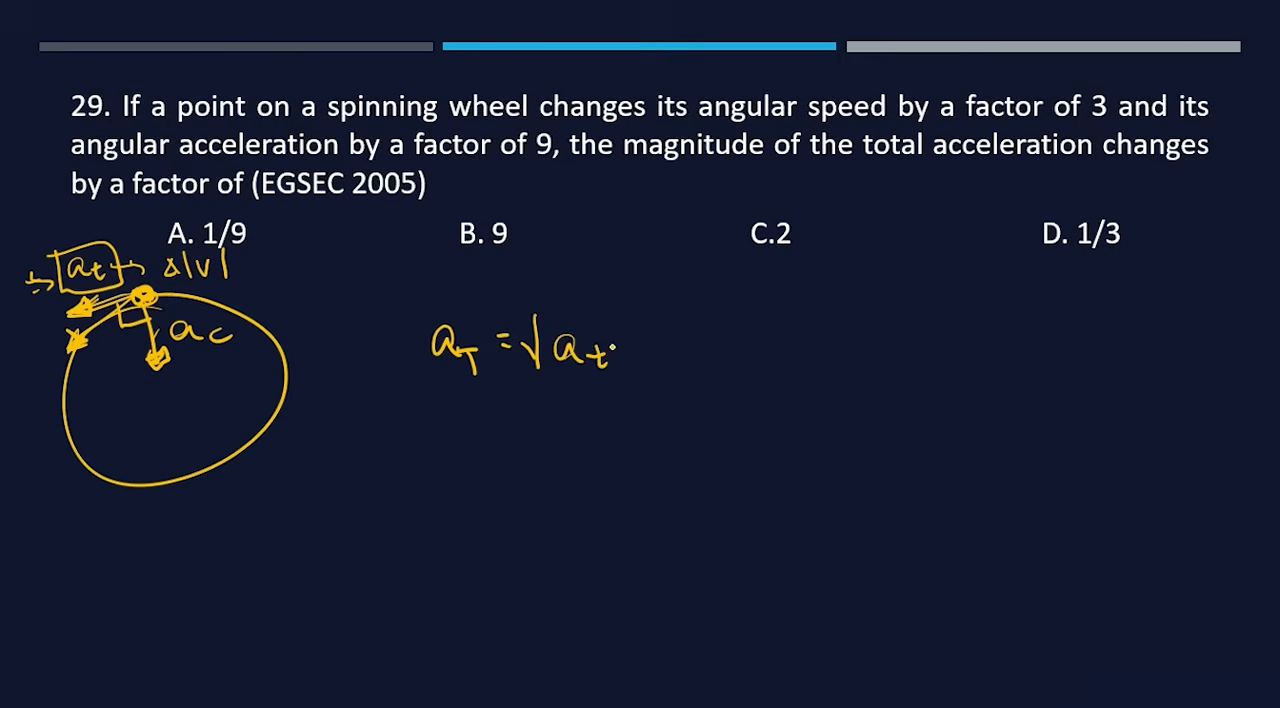 29. If a point on a spinning wheel changes its angular speed by a factor of 3 and its
angular acceleration by a factor of 9, the magnitude of the total acceleration changes
by a factor of (EGSEC 2005)
A. 1/9 B. 9 C.2 D. 1/3
at → Δ|v|
ac
aT = √at